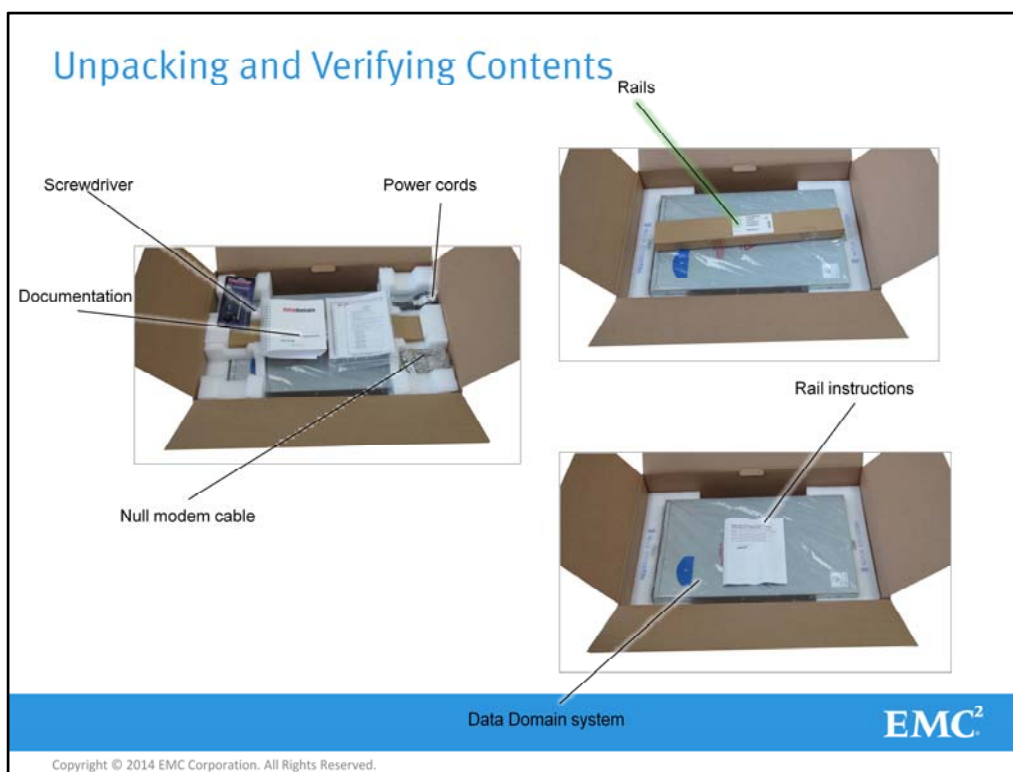 Unpacking and Verifying Contents
Rails
Screwdriver
Power cords
Documentation
Rail instructions
Null modem cable
Data Domain system
EMC²
Copyright © 2014 EMC Corporation. All Rights Reserved.